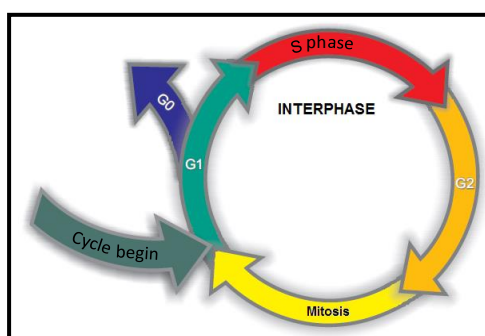 S phase
G0
INTERPHASE
G1
G2
Cycle begin
Mitosis